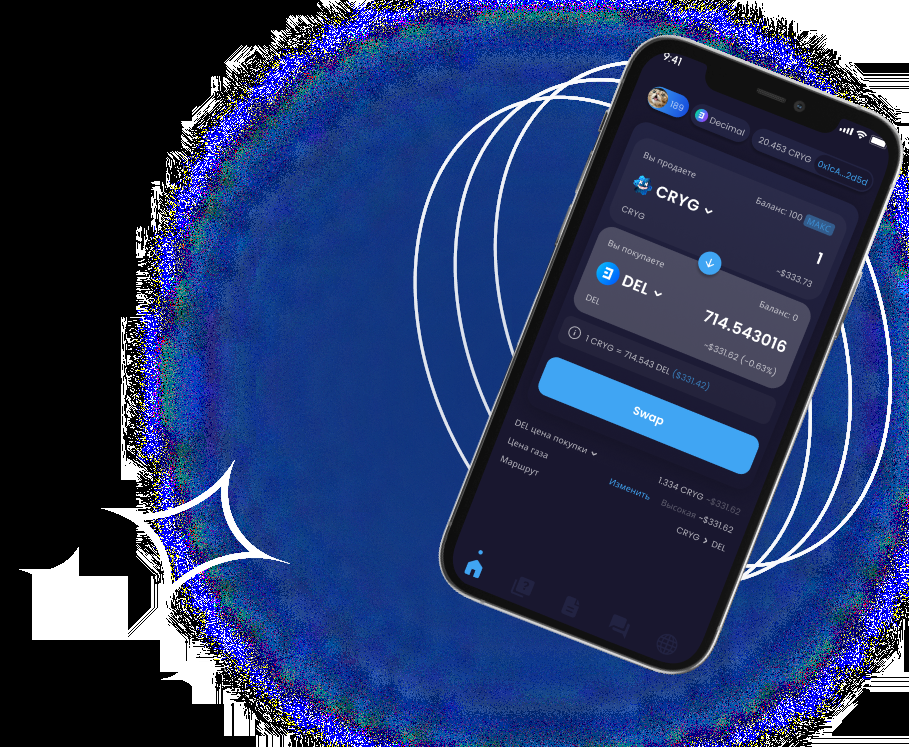 9:41
189
Decimal
20.453 CRYG 0x1cA...2d5d
Вы продаете
Баланс: 100 МАКС
CRYG
1
CRYG
~$333.73
Вы покупаете
Баланс: 0
DEL
714.543016
DEL
~$331.62 (-0.63%)
1 CRYG = 714.543 DEL ($331.42)
Swap
DEL цена покупки
1.334 CRYG ~$331.62
Цена газа
Изменить Высокая ~$331.62
Маршрут
CRYG > DEL